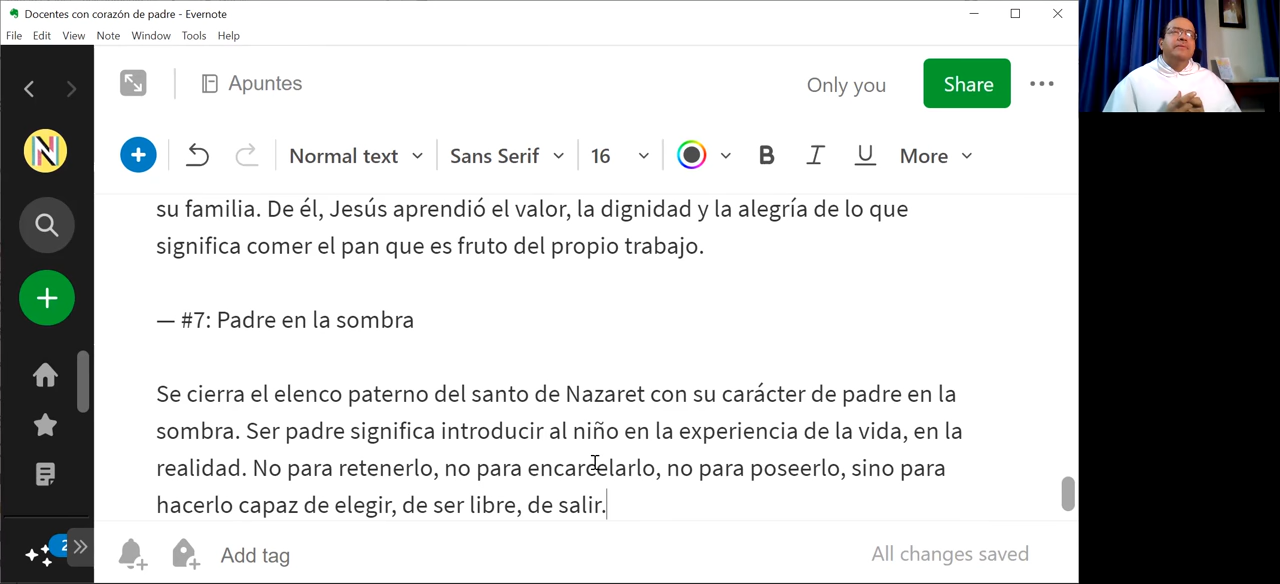 Docentes con corazón de padre - Evernote
File Edit View Note Window Tools Help
Apuntes
Only you
Share
Normal text
Sans Serif
16
B I U More
su familia. De él, Jesús aprendió el valor, la dignidad y la alegría de lo que
significa comer el pan que es fruto del propio trabajo.
— #7: Padre en la sombra
Se cierra el elenco paterno del santo de Nazaret con su carácter de padre en la
sombra. Ser padre significa introducir al niño en la experiencia de la vida, en la
realidad. No para retenerlo, no para encarcelarlo, no para poseerlo, sino para
hacerlo capaz de elegir, de ser libre, de salir.
2
Add tag
All changes saved